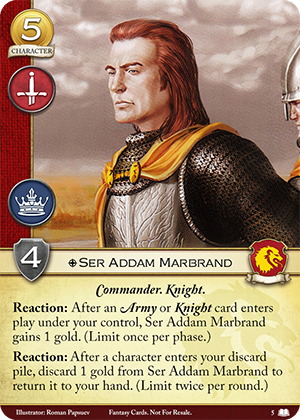 5
CHARACTER
4
Ser Addam Marbrand
Commander. Knight.
Reaction: After an Army or Knight card enters
play under your control, Ser Addam Marbrand
gains 1 gold. (Limit once per phase.)
Reaction: After a character enters your discard
pile, discard 1 gold from Ser Addam Marbrand to
return it to your hand. (Limit twice per round.)
Illustrator: Roman Papsuev
Fantasy Cards. Not For Resale.
5